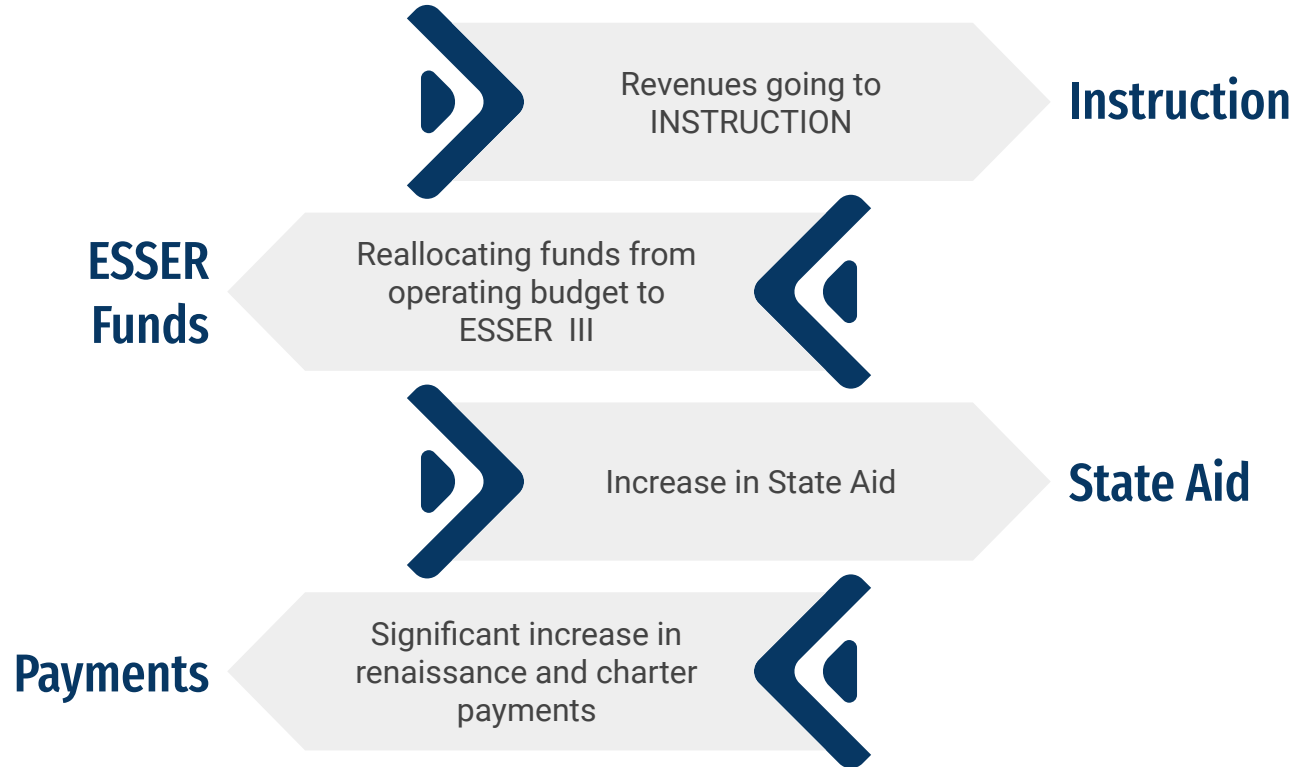 Revenues going to
INSTRUCTION
Instruction
ESSER
Funds
Reallocating funds from
operating budget to
ESSER  III
Increase in State Aid
State Aid
Payments
Significant increase in
renaissance and charter
payments